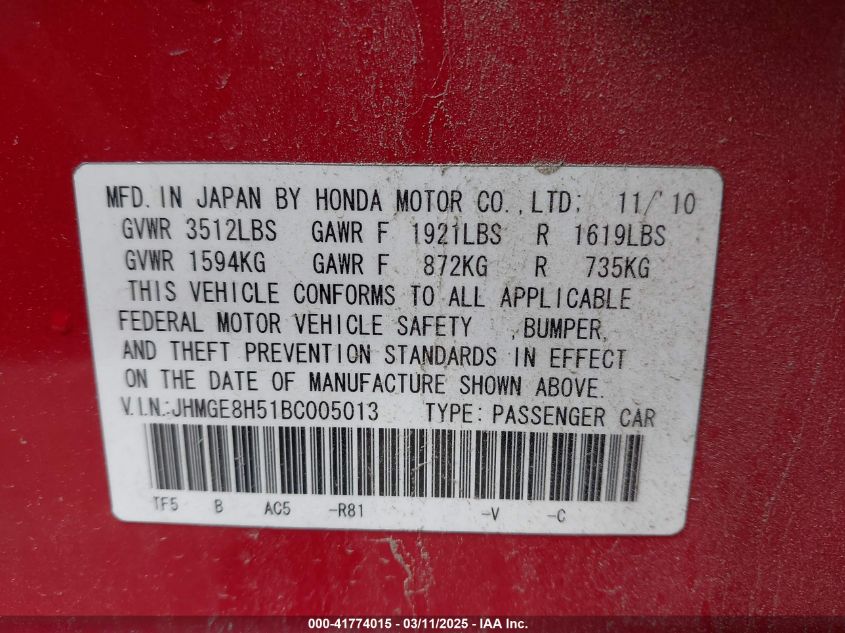 MFD. IN JAPAN BY HONDA MOTOR CO., LTD; 11/ 10
GVWR 3512LBS GAWR F 1921LBS R 1619LBS
GVWR 1594KG GAWR F 872KG R 735KG
THIS VEHICLE CONFORMS TO ALL APPLICABLE
FEDERAL MOTOR VEHICLE SAFETY , BUMPER,
AND THEFT PREVENTION STANDARDS IN EFFECT
ON THE DATE OF MANUFACTURE SHOWN ABOVE.
V.I.N.:JHMGE8H51BC005013 TYPE: PASSENGER CAR
TF5 B AC5 -R81 -V -C
000-41774015 - 03/11/2025 - IAA Inc.